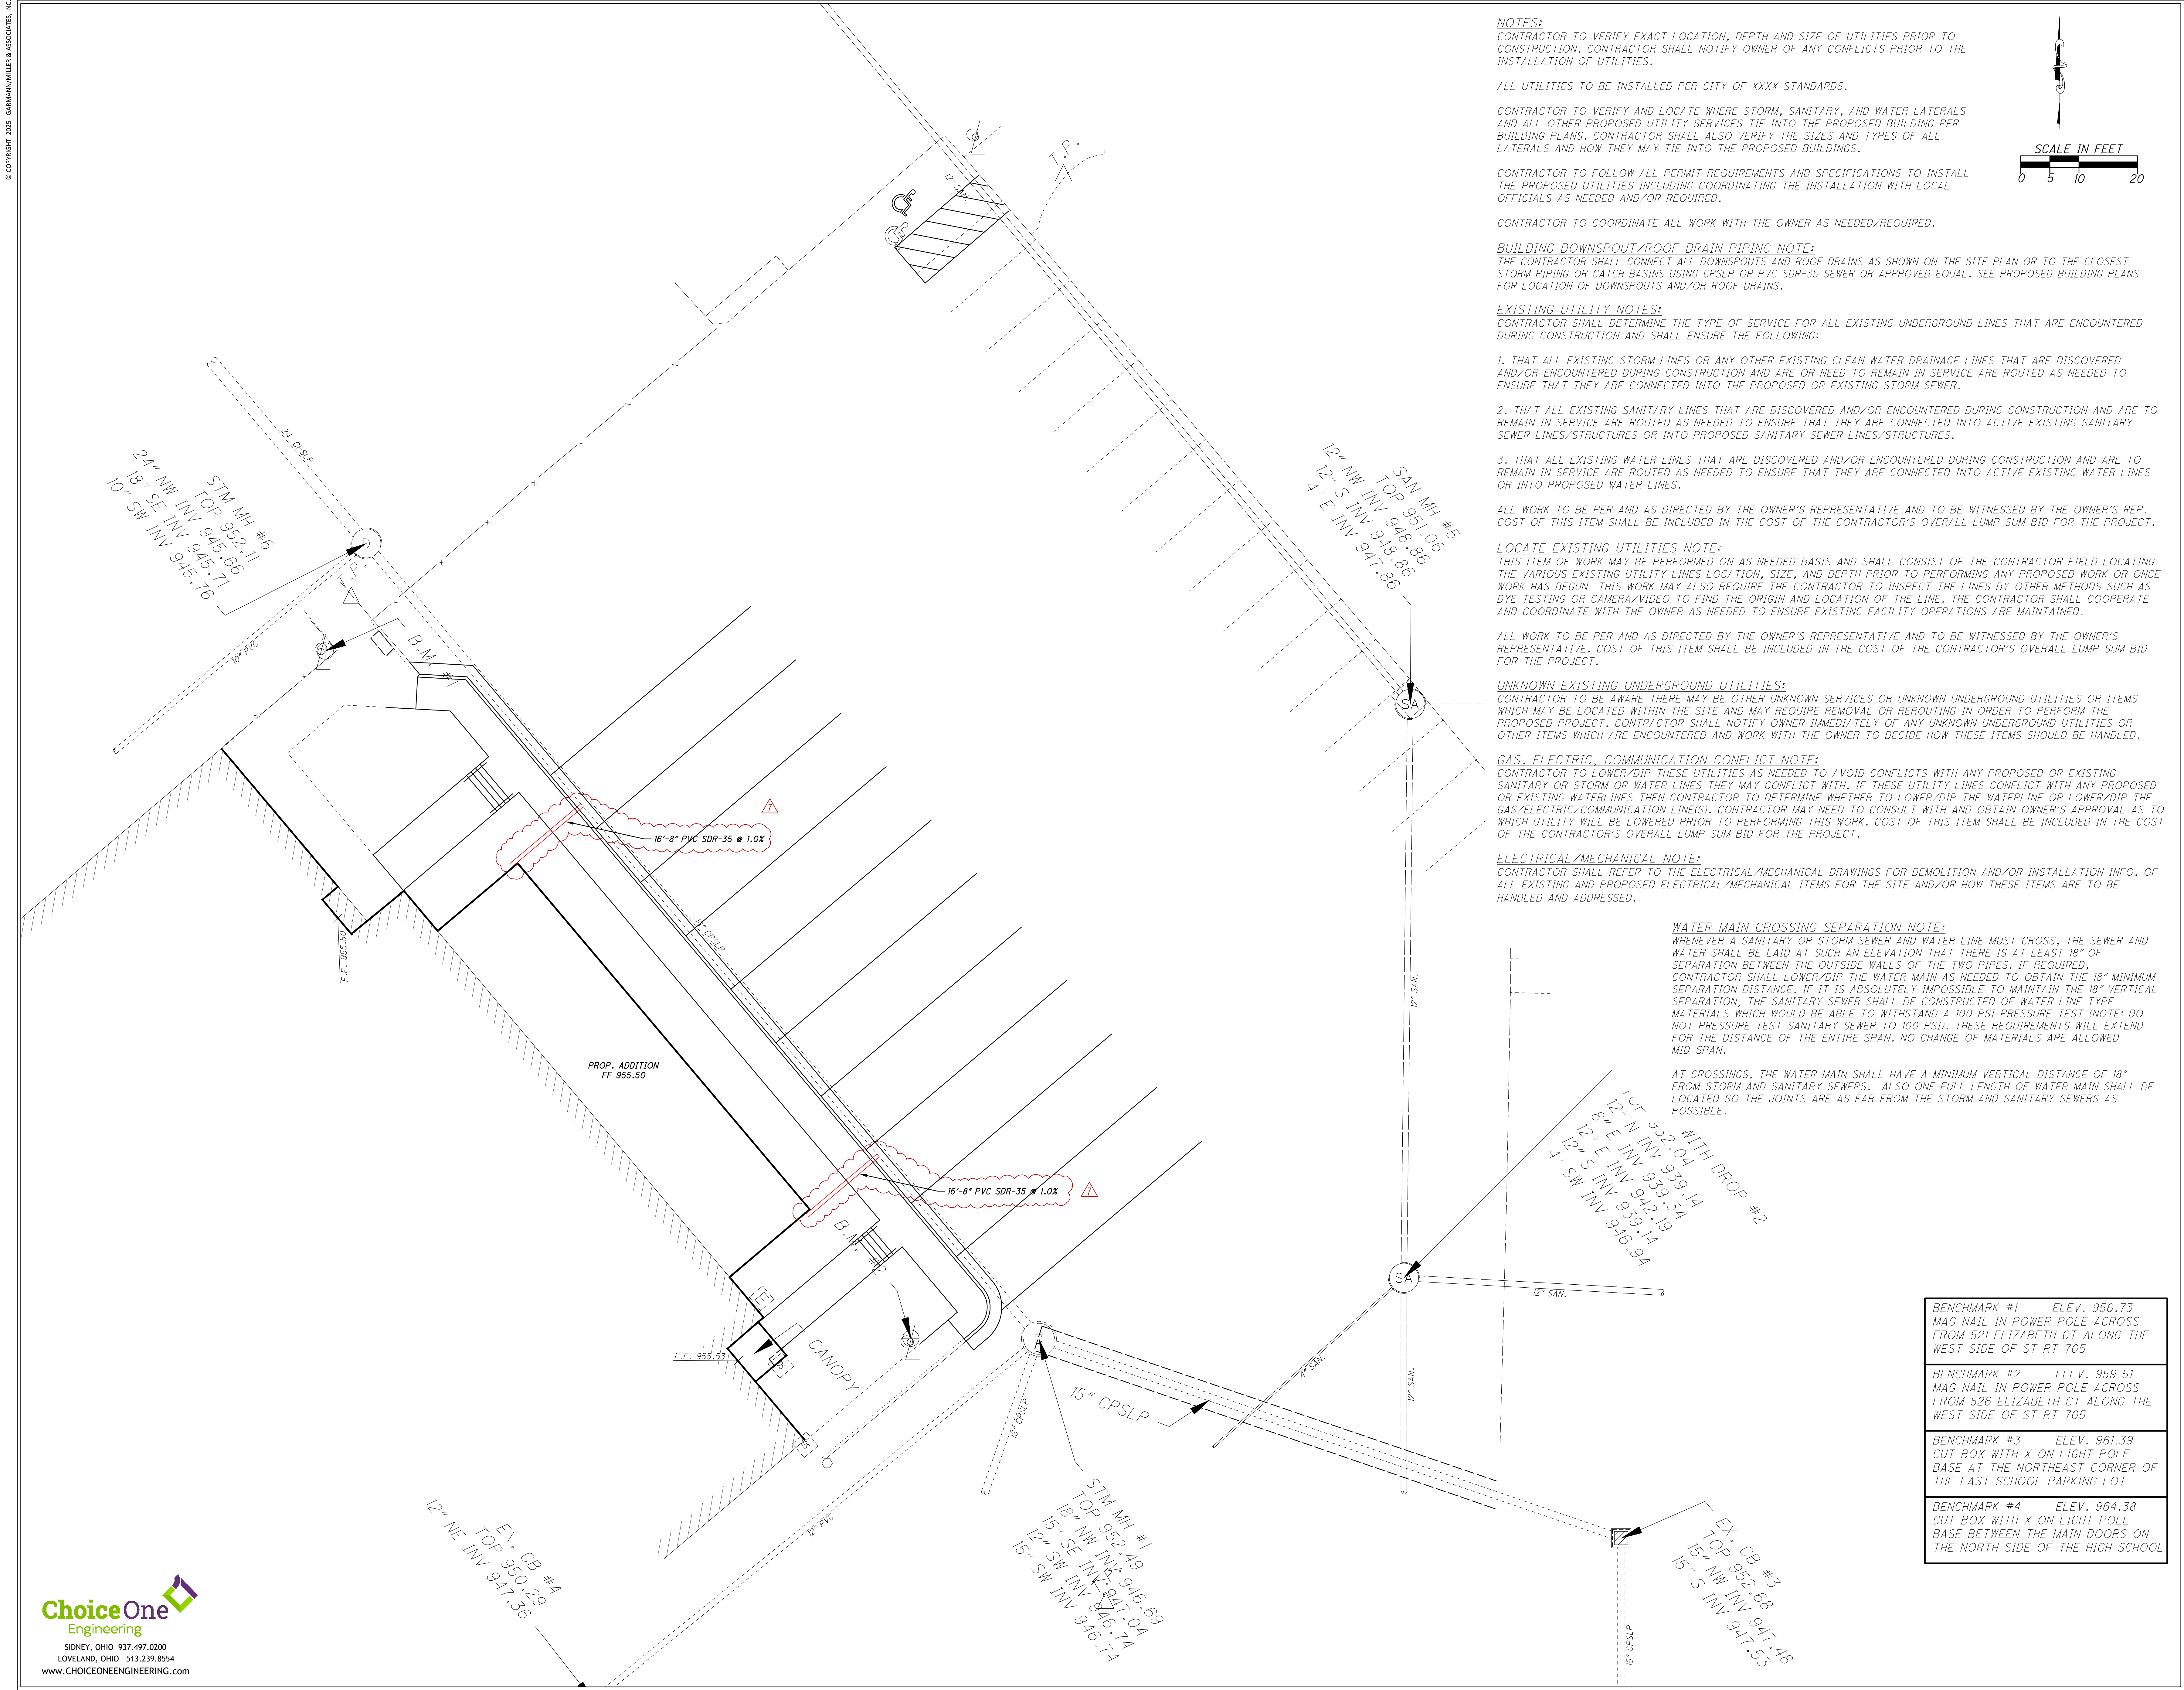 © COPYRIGHT 2025 - GARMANN/MILLER & ASSOCIATES, INC.
NOTES:
CONTRACTOR TO VERIFY EXACT LOCATION, DEPTH AND SIZE OF UTILITIES PRIOR TO
CONSTRUCTION. CONTRACTOR SHALL NOTIFY OWNER OF ANY CONFLICTS PRIOR TO THE
INSTALLATION OF UTILITIES.
ALL UTILITIES TO BE INSTALLED PER CITY OF XXXX STANDARDS.
CONTRACTOR TO VERIFY AND LOCATE WHERE STORM, SANITARY, AND WATER LATERALS
AND ALL OTHER PROPOSED UTILITY SERVICES TIE INTO THE PROPOSED BUILDING PER
BUILDING PLANS. CONTRACTOR SHALL ALSO VERIFY THE SIZES AND TYPES OF ALL
LATERALS AND HOW THEY MAY TIE INTO THE PROPOSED BUILDINGS.
CONTRACTOR TO FOLLOW ALL PERMIT REQUIREMENTS AND SPECIFICATIONS TO INSTALL
THE PROPOSED UTILITIES INCLUDING COORDINATING THE INSTALLATION WITH LOCAL
OFFICIALS AS NEEDED AND/OR REQUIRED.
CONTRACTOR TO COORDINATE ALL WORK WITH THE OWNER AS NEEDED/REQUIRED.
SCALE IN FEET
0 5 10 20
BUILDING DOWNSPOUT/ROOF DRAIN PIPING NOTE:
THE CONTRACTOR SHALL CONNECT ALL DOWNSPOUTS AND ROOF DRAINS AS SHOWN ON THE SITE PLAN OR TO THE CLOSEST
STORM PIPING OR CATCH BASINS USING CPSLP OR PVC SDR-35 SEWER OR APPROVED EQUAL. SEE PROPOSED BUILDING PLANS
FOR LOCATION OF DOWNSPOUTS AND/OR ROOF DRAINS.
EXISTING UTILITY NOTES:
CONTRACTOR SHALL DETERMINE THE TYPE OF SERVICE FOR ALL EXISTING UNDERGROUND LINES THAT ARE ENCOUNTERED
DURING CONSTRUCTION AND SHALL ENSURE THE FOLLOWING:
1. THAT ALL EXISTING STORM LINES OR ANY OTHER EXISTING CLEAN WATER DRAINAGE LINES THAT ARE DISCOVERED
AND/OR ENCOUNTERED DURING CONSTRUCTION AND ARE OR NEED TO REMAIN IN SERVICE ARE ROUTED AS NEEDED TO
ENSURE THAT THEY ARE CONNECTED INTO THE PROPOSED OR EXISTING STORM SEWER.
2. THAT ALL EXISTING SANITARY LINES THAT ARE DISCOVERED AND/OR ENCOUNTERED DURING CONSTRUCTION AND ARE TO
REMAIN IN SERVICE ARE ROUTED AS NEEDED TO ENSURE THAT THEY ARE CONNECTED INTO ACTIVE EXISTING SANITARY
SEWER LINES/STRUCTURES OR INTO PROPOSED SANITARY SEWER LINES/STRUCTURES.
3. THAT ALL EXISTING WATER LINES THAT ARE DISCOVERED AND/OR ENCOUNTERED DURING CONSTRUCTION AND ARE TO
REMAIN IN SERVICE ARE ROUTED AS NEEDED TO ENSURE THAT THEY ARE CONNECTED INTO ACTIVE EXISTING WATER LINES
OR INTO PROPOSED WATER LINES.
ALL WORK TO BE PER AND AS DIRECTED BY THE OWNER'S REPRESENTATIVE AND TO BE WITNESSED BY THE OWNER'S REP.
COST OF THIS ITEM SHALL BE INCLUDED IN THE COST OF THE CONTRACTOR'S OVERALL LUMP SUM BID FOR THE PROJECT.
LOCATE EXISTING UTILITIES NOTE:
THIS ITEM OF WORK MAY BE PERFORMED ON AS NEEDED BASIS AND SHALL CONSIST OF THE CONTRACTOR FIELD LOCATING
THE VARIOUS EXISTING UTILITY LINES LOCATION, SIZE, AND DEPTH PRIOR TO PERFORMING ANY PROPOSED WORK OR ONCE
WORK HAS BEGUN. THIS WORK MAY ALSO REQUIRE THE CONTRACTOR TO INSPECT THE LINES BY OTHER METHODS SUCH AS
DYE TESTING OR CAMERA/VIDEO TO FIND THE ORIGIN AND LOCATION OF THE LINE. THE CONTRACTOR SHALL COOPERATE
AND COORDINATE WITH THE OWNER AS NEEDED TO ENSURE EXISTING FACILITY OPERATIONS ARE MAINTAINED.
ALL WORK TO BE PER AND AS DIRECTED BY THE OWNER'S REPRESENTATIVE AND TO BE WITNESSED BY THE OWNER'S
REPRESENTATIVE. COST OF THIS ITEM SHALL BE INCLUDED IN THE COST OF THE CONTRACTOR'S OVERALL LUMP SUM BID
FOR THE PROJECT.
UNKNOWN EXISTING UNDERGROUND UTILITIES:
CONTRACTOR TO BE AWARE THERE MAY BE OTHER UNKNOWN SERVICES OR UNKNOWN UNDERGROUND UTILITIES OR ITEMS
WHICH MAY BE LOCATED WITHIN THE SITE AND MAY REQUIRE REMOVAL OR REROUTING IN ORDER TO PERFORM THE
PROPOSED PROJECT. CONTRACTOR SHALL NOTIFY OWNER IMMEDIATELY OF ANY UNKNOWN UNDERGROUND UTILITIES OR
OTHER ITEMS WHICH ARE ENCOUNTERED AND WORK WITH THE OWNER TO DECIDE HOW THESE ITEMS SHOULD BE HANDLED.
GAS, ELECTRIC, COMMUNICATION CONFLICT NOTE:
CONTRACTOR TO LOWER/DIP THESE UTILITIES AS NEEDED TO AVOID CONFLICTS WITH ANY PROPOSED OR EXISTING
SANITARY OR STORM OR WATER LINES THEY MAY CONFLICT WITH. IF THESE UTILITY LINES CONFLICT WITH ANY PROPOSED
OR EXISTING WATERLINES THEN CONTRACTOR TO DETERMINE WHETHER TO LOWER/DIP THE WATERLINE OR LOWER/DIP THE
GAS/ELECTRIC/COMMUNICATION LINE(S). CONTRACTOR MAY NEED TO CONSULT WITH AND OBTAIN OWNER'S APPROVAL AS TO
WHICH UTILITY WILL BE LOWERED PRIOR TO PERFORMING THIS WORK. COST OF THIS ITEM SHALL BE INCLUDED IN THE COST
OF THE CONTRACTOR'S OVERALL LUMP SUM BID FOR THE PROJECT.
ELECTRICAL/MECHANICAL NOTE:
CONTRACTOR SHALL REFER TO THE ELECTRICAL/MECHANICAL DRAWINGS FOR DEMOLITION AND/OR INSTALLATION INFO. OF
ALL EXISTING AND PROPOSED ELECTRICAL/MECHANICAL ITEMS FOR THE SITE AND/OR HOW THESE ITEMS ARE TO BE
HANDLED AND ADDRESSED.
WATER MAIN CROSSING SEPARATION NOTE:
WHENEVER A SANITARY OR STORM SEWER AND WATER LINE MUST CROSS, THE SEWER AND
WATER SHALL BE LAID AT SUCH AN ELEVATION THAT THERE IS AT LEAST 18" OF
SEPARATION BETWEEN THE OUTSIDE WALLS OF THE TWO PIPES. IF REQUIRED,
CONTRACTOR SHALL LOWER/DIP THE WATER MAIN AS NEEDED TO OBTAIN THE 18" MINIMUM
SEPARATION DISTANCE. IF IT IS ABSOLUTELY IMPOSSIBLE TO MAINTAIN THE 18" VERTICAL
SEPARATION, THE SANITARY SEWER SHALL BE CONSTRUCTED OF WATER LINE TYPE
MATERIALS WHICH WOULD BE ABLE TO WITHSTAND A 100 PSI PRESSURE TEST (NOTE: DO
NOT PRESSURE TEST SANITARY SEWER TO 100 PSI). THESE REQUIREMENTS WILL EXTEND
FOR THE DISTANCE OF THE ENTIRE SPAN. NO CHANGE OF MATERIALS ARE ALLOWED
MID-SPAN.
AT CROSSINGS, THE WATER MAIN SHALL HAVE A MINIMUM VERTICAL DISTANCE OF 18"
FROM STORM AND SANITARY SEWERS. ALSO ONE FULL LENGTH OF WATER MAIN SHALL BE
LOCATED SO THE JOINTS ARE AS FAR FROM THE STORM AND SANITARY SEWERS AS
POSSIBLE.
T.P.
12" SAN.
24" CPSLP
STM MH #6
TOP 952.11
24" NW INV 945.66
18" SE INV 945.71
10" SW INV 945.76
T.P.
10" PVC
B.M. #1
SAN MH #5
TOP 951.06
12" NW INV 948.86
12" S INV 948.86
4" E INV 947.86
SA
7
16'-8" PVC SDR-35 @ 1.0%
18" CPSLP
F.F. 955.50
12" SAN.
PROP. ADDITION
FF 955.50
7
16'-8" PVC SDR-35 @ 1.0%
B.M. #2
WITH DROP #2
952.04
12" N INV 939.14
8" E INV 939.34
12" E INV 942.19
12" S INV 939.14
4" SW INV 946.94
SA
12" SAN.
E
F.F. 955.53
CANOPY
4" SAN.
12" SAN.
15" CPSLP
15" CPSLP
12" PVC
STM MH #1
TOP 952.49
18" NW INV 946.69
15" SE INV 947.04
12" SW INV 946.74
15" SW INV 946.74
EX. CB #4
TOP 950.29
12" NE INV 947.36
EX. CB #3
TOP 952.68
15" NW INV 947.48
15" S INV 947.53
15" CPSLP
BENCHMARK #1 ELEV. 956.73
MAG NAIL IN POWER POLE ACROSS
FROM 521 ELIZABETH CT ALONG THE
WEST SIDE OF ST RT 705
BENCHMARK #2 ELEV. 959.51
MAG NAIL IN POWER POLE ACROSS
FROM 526 ELIZABETH CT ALONG THE
WEST SIDE OF ST RT 705
BENCHMARK #3 ELEV. 961.39
CUT BOX WITH X ON LIGHT POLE
BASE AT THE NORTHEAST CORNER OF
THE EAST SCHOOL PARKING LOT
BENCHMARK #4 ELEV. 964.38
CUT BOX WITH X ON LIGHT POLE
BASE BETWEEN THE MAIN DOORS ON
THE NORTH SIDE OF THE HIGH SCHOOL
ChoiceOne
Engineering
SIDNEY, OHIO 937.497.0200
LOVELAND, OHIO 513.239.8554
www.CHOICEONEENGINEERING.com